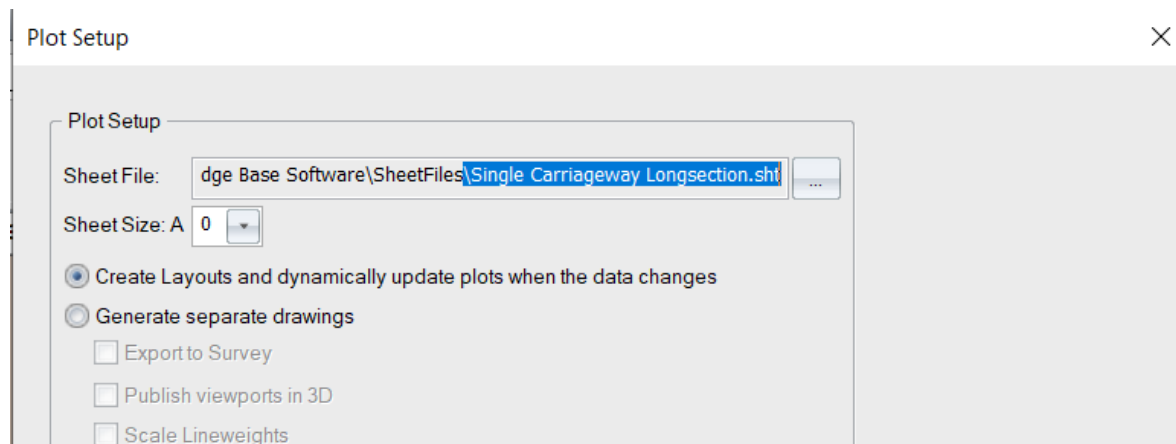 Plot Setup
Plot Setup
Sheet File: dge Base Software\SheetFiles\Single Carriageway Longsection.sht ...
Sheet Size: A 0
Create Layouts and dynamically update plots when the data changes
Generate separate drawings
Export to Survey
Publish viewports in 3D
Scale Lineweights